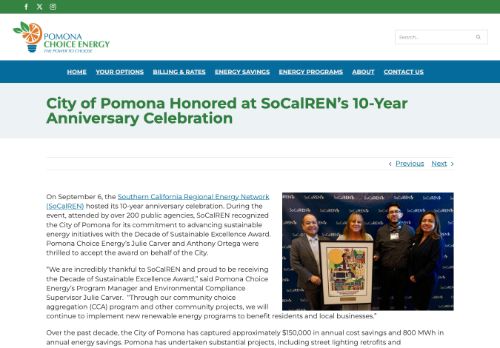 POMONA
CHOICE ENERGY
THE POWER TO CHOOSE
Search...
HOME YOUR OPTIONS BILLING & RATES ENERGY SAVINGS ENERGY PROGRAMS ABOUT CONTACT US
City of Pomona Honored at SoCalREN’s 10-Year
Anniversary Celebration
Previous Next
On September 6, the Southern California Regional Energy Network
(SoCalREN) hosted its 10-year anniversary celebration. During the
event, attended by over 200 public agencies, SoCalREN recognized
the City of Pomona for its commitment to advancing sustainable
energy initiatives with the Decade of Sustainable Excellence Award.
Pomona Choice Energy’s Julie Carver and Anthony Ortega were
thrilled to accept the award on behalf of the City.
“We are incredibly thankful to SoCalREN and proud to be receiving
the Decade of Sustainable Excellence Award,” said Pomona Choice
Energy’s Program Manager and Environmental Compliance
Supervisor Julie Carver. “Through our community choice
aggregation (CCA) program and other community projects, we will
continue to implement new renewable energy programs to benefit residents and local businesses.”
Over the past decade, the City of Pomona has captured approximately $150,000 in annual cost savings and 800 MWh in
annual energy savings. Pomona has undertaken substantial projects, including street lighting retrofits and